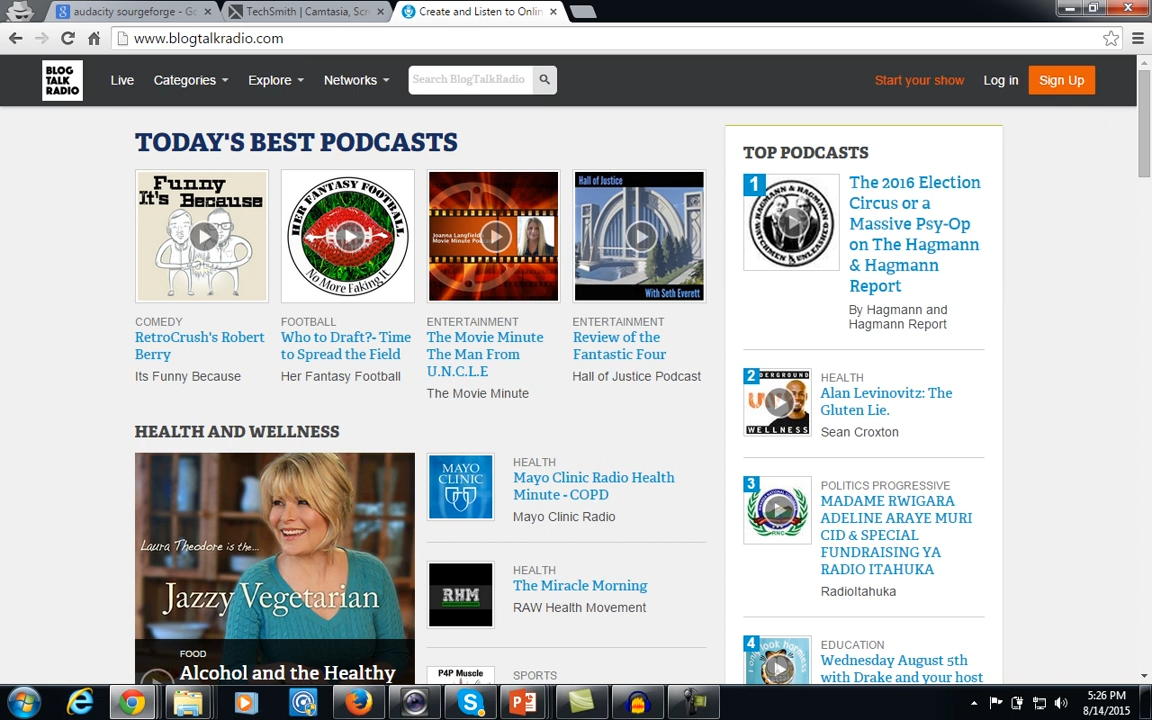 audacity sourgeforge - Go
TechSmith | Camtasia, Scre
Create and Listen to Onlin
www.blogtalkradio.com
BLOG
TALK
RADIO
Live
Categories
Explore
Networks
Search BlogTalkRadio
Start your show
Log in
Sign Up
TODAY'S BEST PODCASTS
Funny
It's Because
COMEDY
RetroCrush's Robert
Berry
Its Funny Because
HER FANTASY FOOTBALL
No More Faking It
FOOTBALL
Who to Draft?- Time
to Spread the Field
Her Fantasy Football
Joanna Langfield
Movie Minute
ENTERTAINMENT
The Movie Minute
The Man From
U.N.C.L.E
The Movie Minute
Hall of Justice
With Seth Everett
ENTERTAINMENT
Review of the
Fantastic Four
Hall of Justice Podcast
HEALTH AND WELLNESS
Laura Theodore is the...
Jazzy Vegetarian
FOOD
Alcohol and the Healthy
MAYO
CLINIC
HEALTH
Mayo Clinic Radio Health
Minute - COPD
Mayo Clinic Radio
RHM
HEALTH
The Miracle Morning
RAW Health Movement
P4P Muscle
SPORTS
TOP PODCASTS
1
HAGMANN & HAGMANN
The 2016 Election
Circus or a
Massive Psy-Op
on The Hagmann
& Hagmann
Report
By Hagmann and
Hagmann Report
2
WELLNESS
HEALTH
Alan Levinovitz: The
Gluten Lie.
Sean Croxton
3
RNC
POLITICS PROGRESSIVE
MADAME RWIGARA
ADELINE ARAYE MURI
CID & SPECIAL
FUNDRAISING YA
RADIO ITAHUKA
RadioItahuka
4
EDUCATION
Wednesday August 5th
with Drake and your host
5:26 PM
8/14/2015